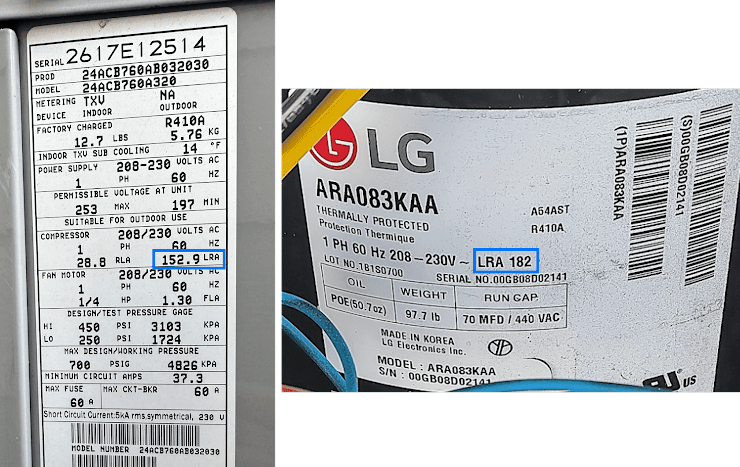 SERIAL 2617E12514
PROD 24ACB760AB032030
MODEL 24ACB760A320
METERING TXV NA
DEVICE INDOOR OUTDOOR
FACTORY CHARGED R410A
12.7 LBS 5.76 KG
INDOOR TXV SUB COOLING 14 °F
POWER SUPPLY 208-230 VOLTS AC
1 PH 60 HZ
PERMISSIBLE VOLTAGE AT UNIT
253 MAX 197 MIN
SUITABLE FOR OUTDOOR USE
COMPRESSOR 208/230 VOLTS AC
1 PH 60 HZ
28.8 RLA 152.9 LRA
FAN MOTOR 208/230 VOLTS AC
1 PH 60 HZ
1/4 HP 1.30 FLA
DESIGN/TEST PRESSURE GAGE
HI 450 PSI 3103 KPA
LO 250 PSI 1724 KPA
MAX DESIGN/WORKING PRESSURE
700 PSIG 4826 KPA
MINIMUM CIRCUIT AMPS 37.3
MAX FUSE MAX CKT-BKR 60 A
60 A
Short Circuit Current:5kA rms.symmetrical, 230 V
MODEL NUMBER 24ACB760AB032030
LG
ARA083KAA
THERMALLY PROTECTED A54AST
Protection Thermique R410A
1 PH 60 Hz 208-230V~ LRA 182
LOT NO.1B1S0700 SERIAL NO.00GB08D02141
OIL WEIGHT RUN CAP.
POE(50.7oz) 97.7 lb 70 MFD / 440 VAC
MADE IN KOREA
LG Electronics Inc.
MODEL : ARA083KAA
S/N : 00GB08D02141
US
(1P)ARA083KAA
(S)00GB08D02141